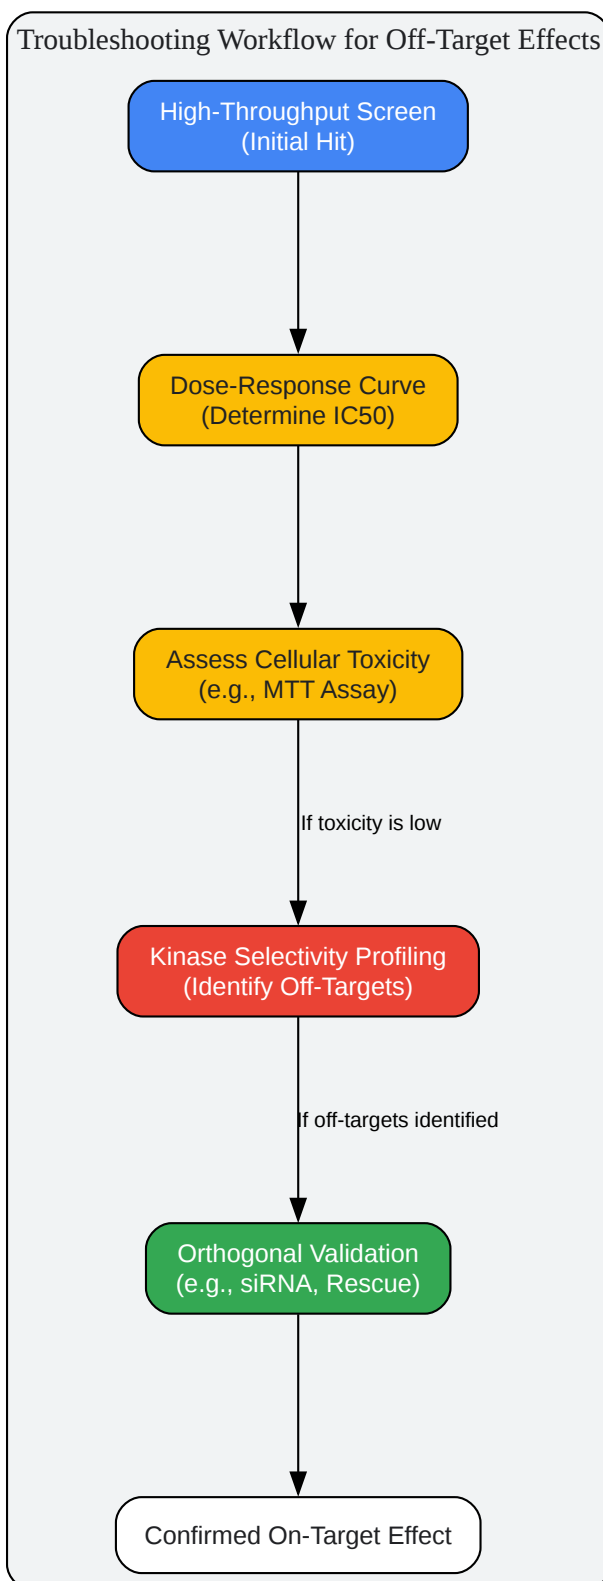 Troubleshooting Workflow for Off-Target Effects
High-Throughput Screen
(Initial Hit)
Dose-Response Curve
(Determine IC50)
Assess Cellular Toxicity
(e.g., MTT Assay)
If toxicity is low
Kinase Selectivity Profiling
(Identify Off-Targets)
If off-targets identified
Orthogonal Validation
(e.g., siRNA, Rescue)
Confirmed On-Target Effect